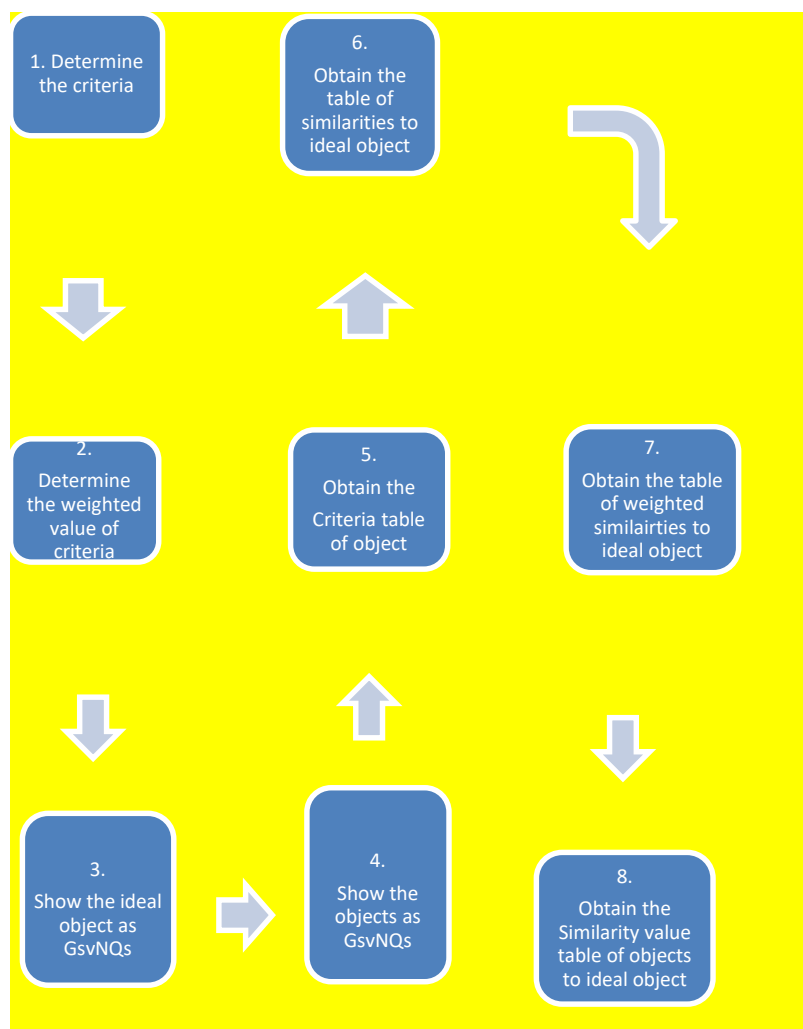 1. Determine
the criteria
2.
Determine
the weighted
value of
criteria
3.
Show the ideal
object as
GsvNQs
4.
Show the
objects as
GsvNQs
5.
Obtain the
Criteria table
of object
6.
Obtain the
table of
similarities to
ideal object
7.
Obtain the table
of weighted
similairties to
ideal object
8.
Obtain the
Similarity value
table of objects
to ideal object